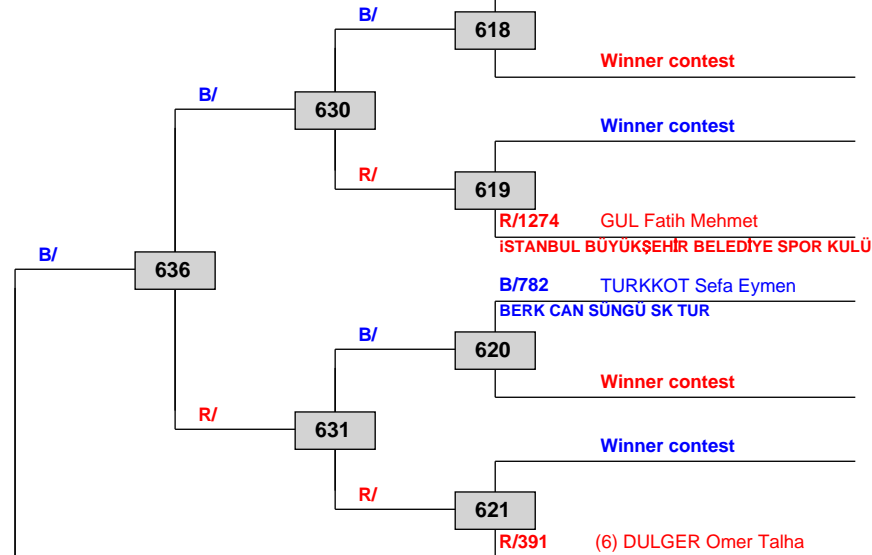 B/
618
Winner contest
B/
630
Winner contest
R/
619
R/1274 GUL Fatih Mehmet
iSTANBUL BÜYÜKŞEHİR BELEDİYE SPOR KULÜ
B/
636
B/782 TURKKOT Sefa Eymen
BERK CAN SÜNGÜ SK TUR
B/
620
Winner contest
R/
631
Winner contest
R/
621
R/391 (6) DULGER Omer Talha